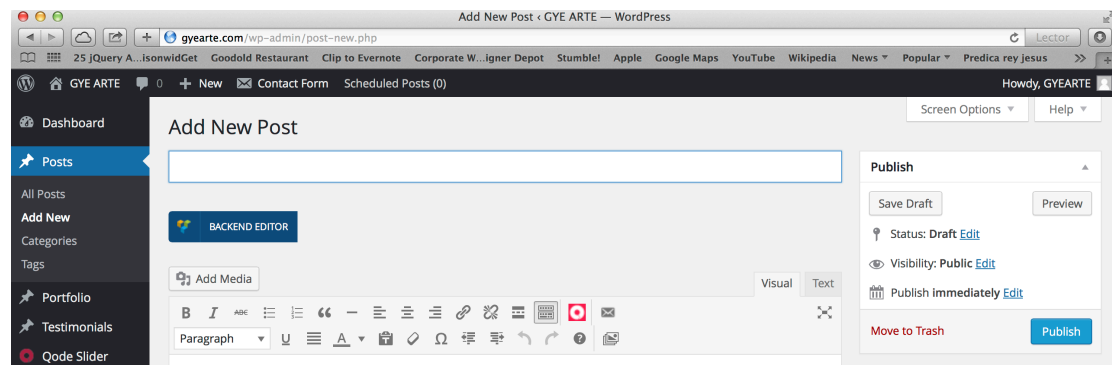 Add New Post ‹ GYE ARTE — WordPress
gyearte.com/wp-admin/post-new.php
Lector
25 jQuery A...isonwidGet Goodold Restaurant Clip to Evernote Corporate W...igner Depot Stumble! Apple Google Maps YouTube Wikipedia News Popular Predica rey jesus
GYE ARTE 0 New Contact Form Scheduled Posts (0) Howdy, GYEARTE
Screen Options Help
Dashboard
Add New Post
Posts
Publish
All Posts
Save Draft Preview
Add New
BACKEND EDITOR
Status: Draft Edit
Categories
Tags
Visibility: Public Edit
Add Media Visual Text
Portfolio
Publish immediately Edit
B I ABC
Testimonials
Move to Trash Publish
Paragraph U A Ω
Qode Slider